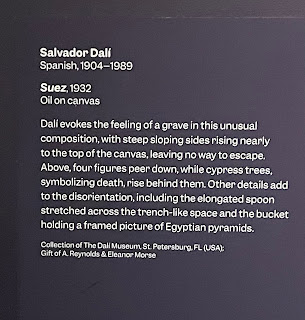 Salvador Dalí
Spanish, 1904–1989
Suez, 1932
Oil on canvas
Dalí evokes the feeling of a grave in this unusual
composition, with steep sloping sides rising nearly
to the top of the canvas, leaving no way to escape.
Above, four figures peer down, while cypress trees,
symbolizing death, rise behind them. Other details add
to the disorientation, including the elongated spoon
stretched across the trench-like space and the bucket
holding a framed picture of Egyptian pyramids.
Collection of The Dalí Museum, St. Petersburg, FL (USA);
Gift of A. Reynolds & Eleanor Morse